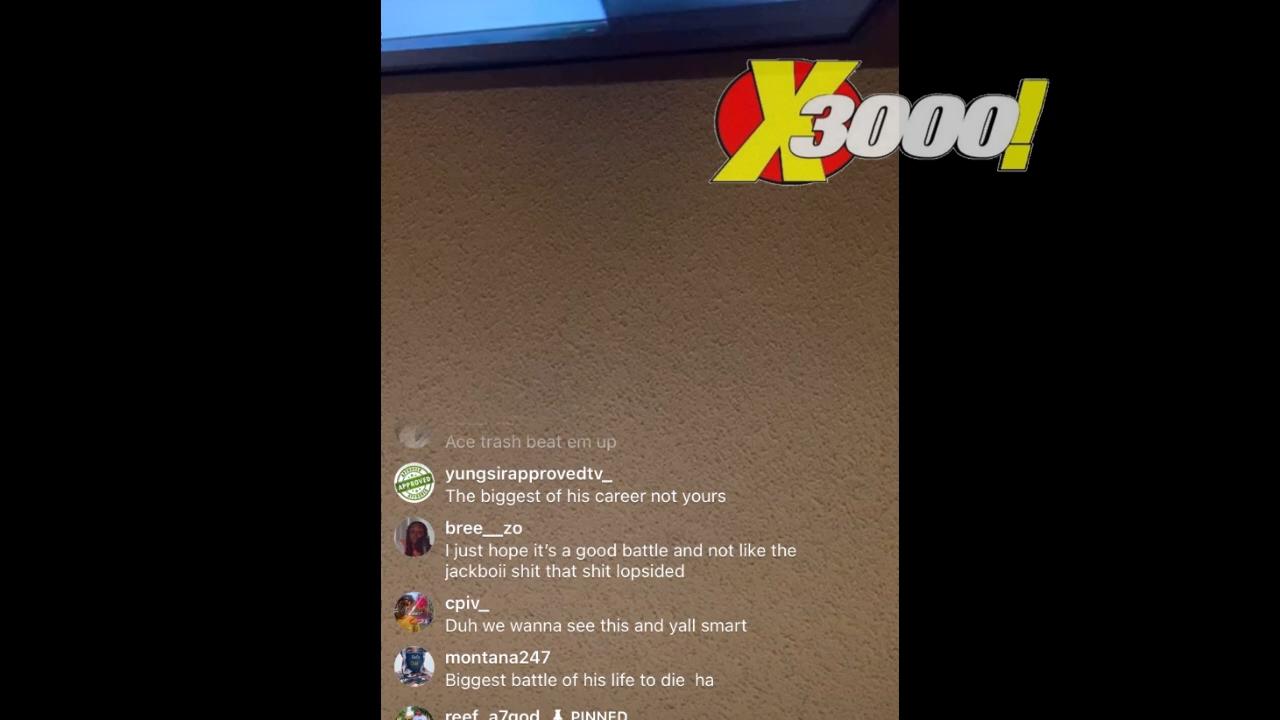 X3000!
Ace trash beat em up
yungsirapprovedtv_
APPROVED
The biggest of his career not yours
bree__zo
I just hope it's a good battle and not like the
jackboii shit that shit lopsided
cpiv_
Duh we wanna see this and yall smart
montana247
Biggest battle of his life to die  ha
reef_a7god PINNED